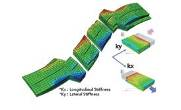 ky
kx
*Kx : Longitudinal Stiffness
*Ky : Lateral Stiffness